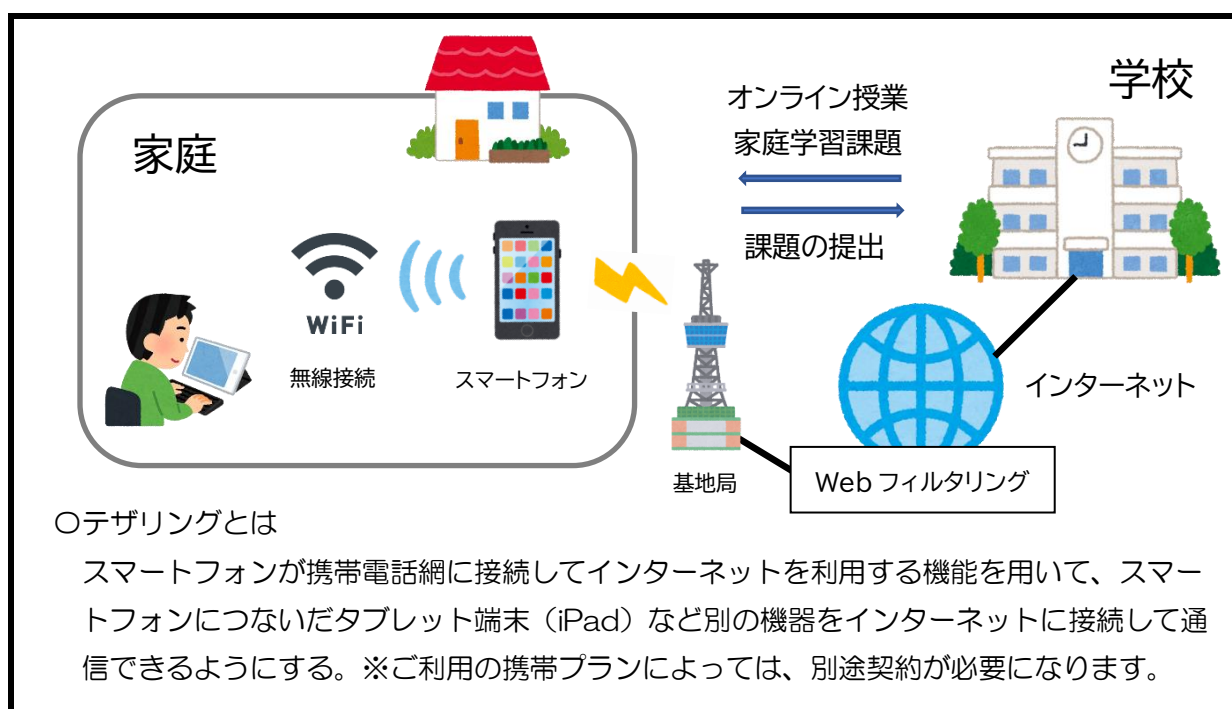 学校
オンライン授業
家庭学習課題
課題の提出
家庭
WiFi
無線接続
スマートフォン
インターネット
基地局
Webフィルタリング
〇テザリングとは
スマートフォンが携帯電話網に接続してインターネットを利用する機能を用いて、スマー
トフォンにつないだタブレット端末（iPad）など別の機器をインターネットに接続して通
信できるようにする。※ご利用の携帯プランによっては、別途契約が必要になります。